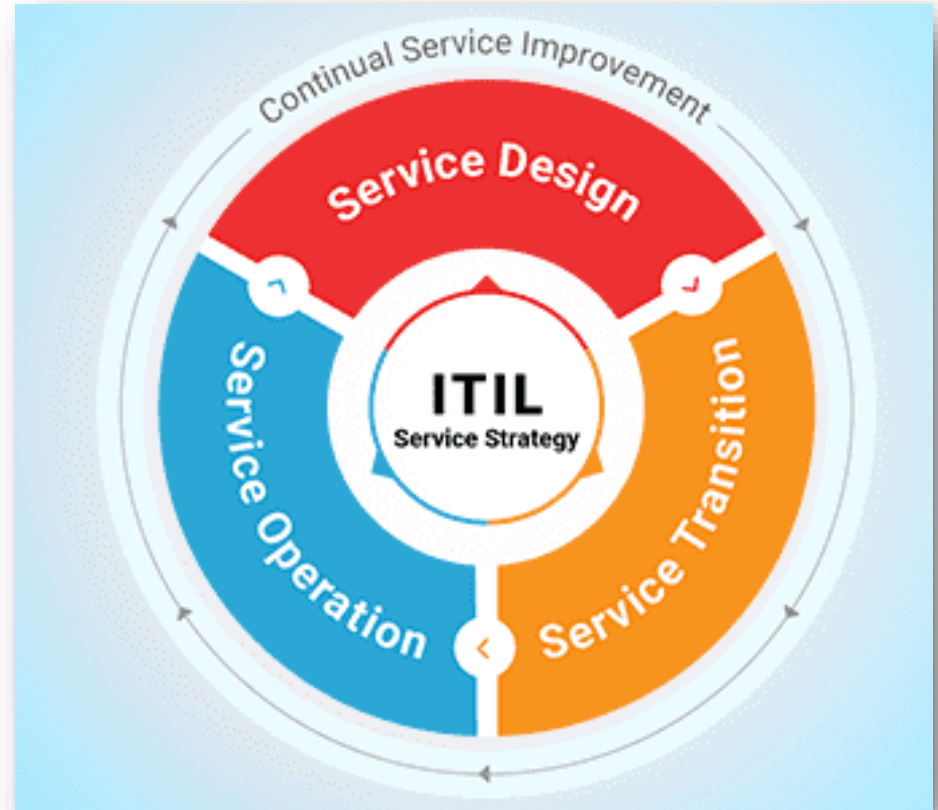 Continual Service Improvement
Service Design
ITIL
Service Strategy
Service Transition
Service Operation